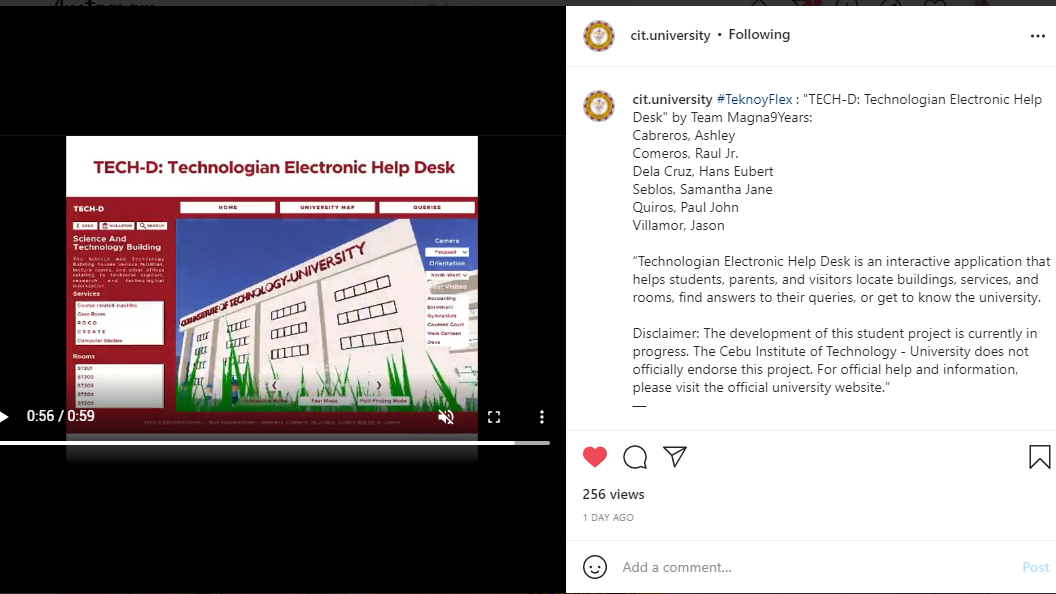 cit.university • Following
cit.university #TeknoyFlex : "TECH-D: Technologian Electronic Help
Desk" by Team Magna9Years:
Cabreros, Ashley
Comeros, Raul Jr.
Dela Cruz, Hans Eubert
Seblos, Samantha Jane
Quiros, Paul John
Villamor, Jason
“Technologian Electronic Help Desk is an interactive application that
helps students, parents, and visitors locate buildings, services, and
rooms, find answers to their queries, or get to know the university.
Disclaimer: The development of this student project is currently in
progress. The Cebu Institute of Technology - University does not
officially endorse this project. For official help and information,
please visit the official university website.”
—
256 views
1 DAY AGO
Add a comment...
Post
TECH-D: Technologian Electronic Help Desk
TECH-D
HOME
UNIVERSITY MAP
QUERIES
BACK
BUILDINGS
SEARCH
Science And
Technology Building
The Science And Technology
Building houses various facilities,
lecture rooms, and other offices
relating to technical support,
research and technological
information
Services
Course related inquiries
Case Room
R D C O
C R E A T E
Computer Studies
Rooms
ST201
ST202
ST203
ST204
ST205
CEBU INSTITUTE OF TECHNOLOGY-UNIVERSITY
Camera
Focused
Orientation
North West
Most Visited
Accounting
Enrolment
Gymnasium
Covered Court
Main Canteen
Tour Mode
Path Finding Mode
0:56 / 0:59